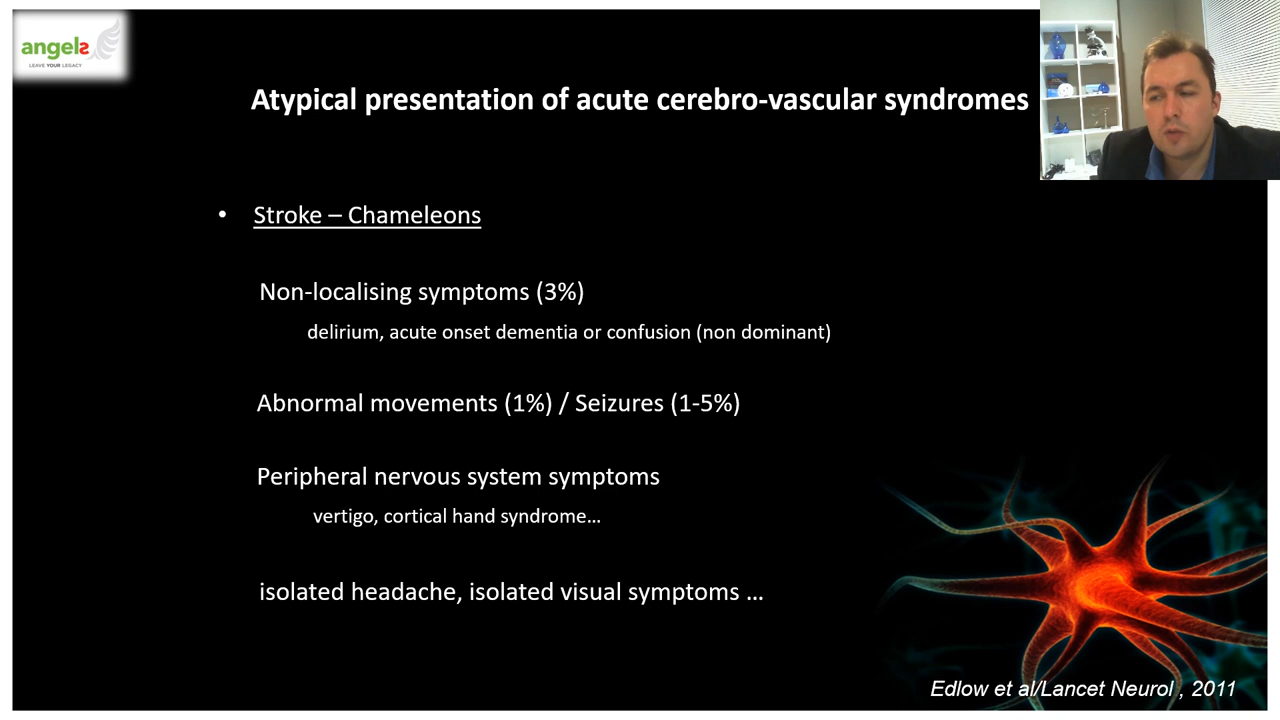 angels
LEAVE YOUR LEGACY
Atypical presentation of acute cerebro-vascular syndromes
• Stroke – Chameleons
Non-localising symptoms (3%)
delirium, acute onset dementia or confusion (non dominant)
Abnormal movements (1%) / Seizures (1-5%)
Peripheral nervous system symptoms
vertigo, cortical hand syndrome…
isolated headache, isolated visual symptoms …
Edlow et al/Lancet Neurol , 2011